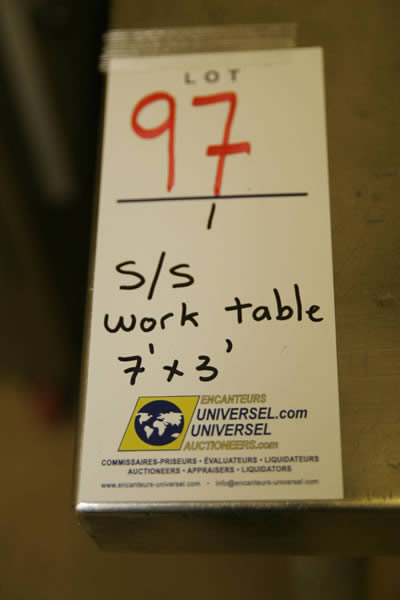 LOT
97
1
S/S
work table
7' x 3'
ENCANTEURS
UNIVERSEL.com
UNIVERSEL
AUCTIONEERS.com
COMMISSAIRES-PRISEURS • ÉVALUATEURS • LIQUIDATEURS
AUCTIONEERS • APPRAISERS • LIQUIDATORS
www.encanteurs-universel.com • info@encanteurs-universel.com